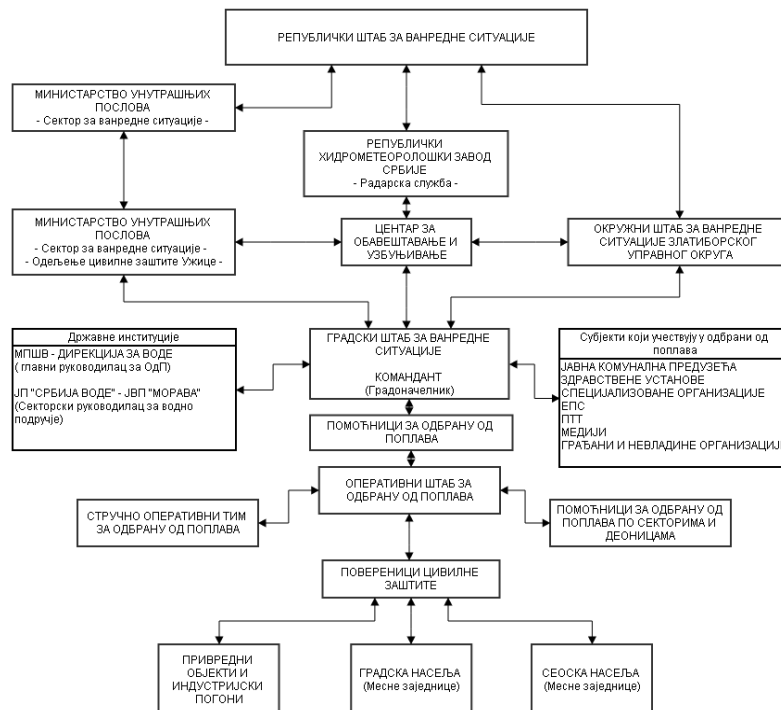 РЕПУБЛИЧКИ ШТАБ ЗА ВАНРЕДНЕ СИТУАЦИЈЕ
МИНИСТАРСТВО УНУТРАШЊИХ
ПОСЛОВА
- Сектор за ванредне ситуације -
РЕПУБЛИЧКИ
ХИДРОМЕТЕОРОЛОШКИ ЗАВОД
СРБИЈЕ
- Радарска служба -
МИНИСТАРСТВО УНУТРАШЊИХ
ПОСЛОВА
- Сектор за ванредне ситуације -
- Одељење цивилне заштите Ужице -
ЦЕНТАР ЗА
ОБАВЕШТАВАЊЕ И
УЗБУЊИВАЊЕ
ОКРУЖНИ ШТАБ ЗА ВАНРЕДНЕ
СИТУАЦИЈЕ ЗЛАТИБОРСКОГ
УПРАВНОГ ОКРУГА
Државне институције
МПШВ - ДИРЕКЦИЈА ЗА ВОДЕ
( главни руководилац за ОдП)
ЈП "СРБИЈА ВОДЕ" - ЈВП "МОРАВА"
(Секторски руководилац за водно
подручје)
ГРАДСКИ ШТАБ ЗА ВАНРЕДНЕ
СИТУАЦИЈЕ
КОМАНДАНТ
(Градоначелник)
Субјекти који учествују у одбрани од
поплава
ЈАВНА КОМУНАЛНА ПРЕДУЗЕЋА
ЗДРАВСТВЕНЕ УСТАНОВЕ
СПЕЦИЈАЛИЗОВАНЕ ОРГАНИЗАЦИЈЕ
ЕПС
ПТТ
МЕДИЈИ
ГРАЂАНИ И НЕВЛАДИНЕ ОРГАНИЗАЦИЈЕ
ПОМОЋНИЦИ ЗА ОДБРАНУ ОД
ПОПЛАВА
ОПЕРАТИВНИ ШТАБ ЗА
ОДБРАНУ ОД ПОПЛАВА
СТРУЧНО ОПЕРАТИВНИ ТИМ
ЗА ОДБРАНУ ОД ПОПЛАВА
ПОМОЋНИЦИ ЗА ОДБРАНУ ОД
ПОПЛАВА ПО СЕКТОРИМА И
ДЕОНИЦАМА
ПОВЕРЕНИЦИ ЦИВИЛНЕ
ЗАШТИТЕ
ПРИВРЕДНИ
ОБЈЕКТИ И
ИНДУСТРИЈСКИ
ПОГОНИ
ГРАДСКА НАСЕЉА
(Месне заједнице)
СЕОСКА НАСЕЉА
(Месне заједнице)